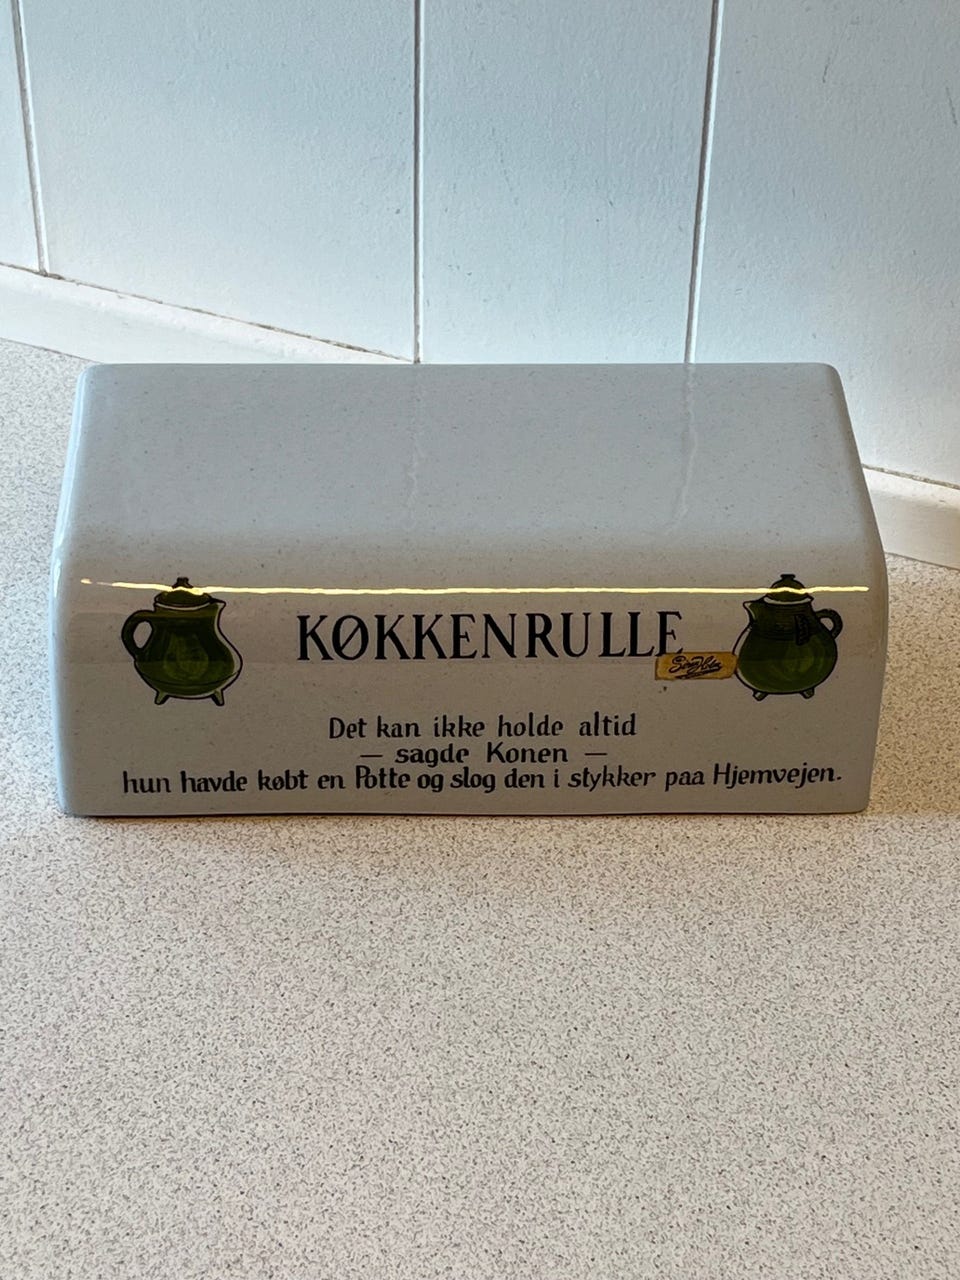 KØKKENRULLE
Det kan ikke holde altid
— sagde Konen —
hun havde købt en Potte og slog den i stykker paa Hjemvejen.